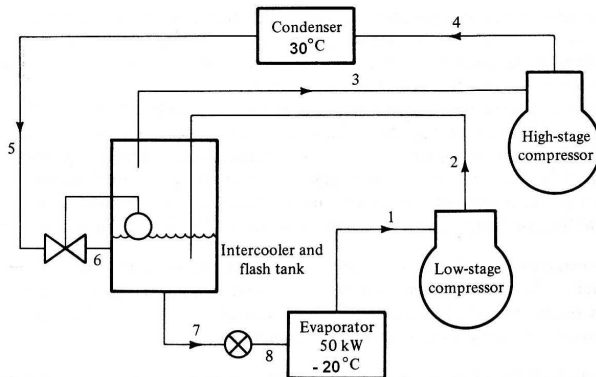 4
Condenser
30°C
3
5
High-stage
compressor
2
1
6
Intercooler and
flash tank
Low-stage
compressor
7
8
Evaporator
50 kW
- 20°C